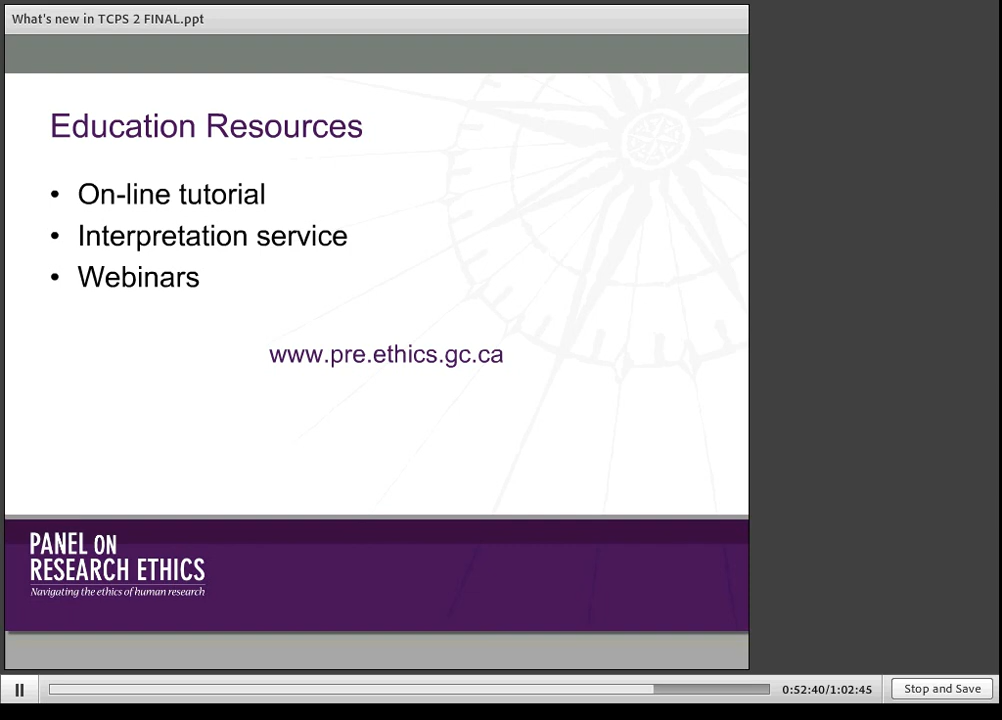 What's new in TCPS 2 FINAL.ppt
Education Resources
• On-line tutorial
• Interpretation service
• Webinars
www.pre.ethics.gc.ca
PANEL ON
RESEARCH ETHICS
Navigating the ethics of human research
0:52:40/1:02:45
Stop and Save